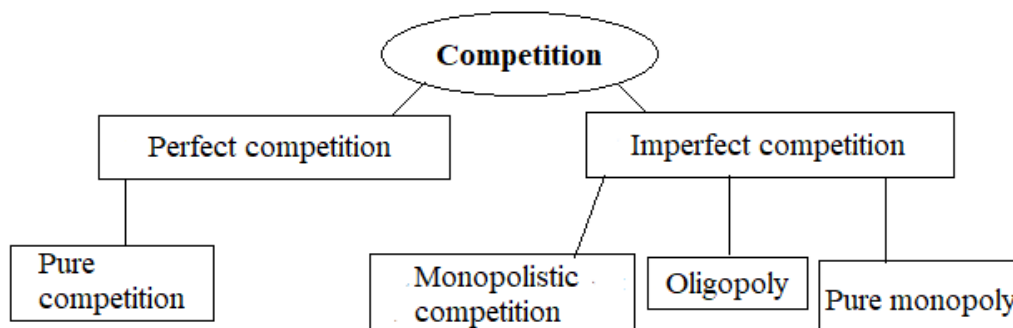 Competition
Perfect competition
Imperfect competition
Pure
competition
Monopolistic
competition
Oligopoly
Pure monopoly